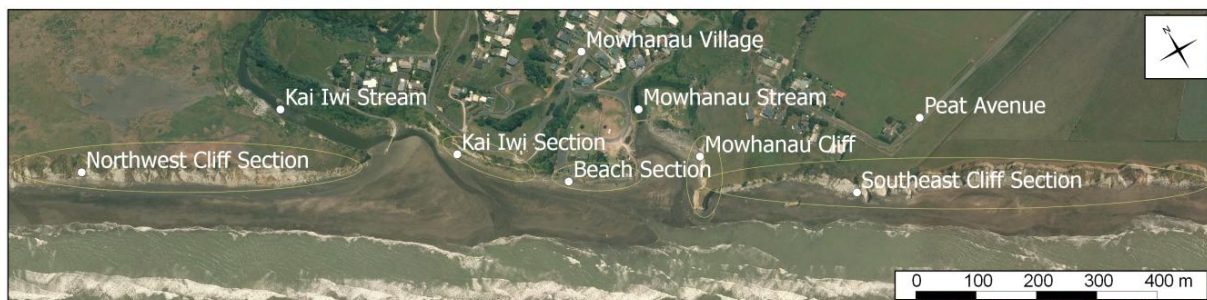 N
Mowhanau Village
Kai Iwi Stream
Mowhanau Stream
Peat Avenue
Kai Iwi Section
Mowhanau Cliff
Northwest Cliff Section
Beach Section
Southeast Cliff Section
0 100 200 300 400 m